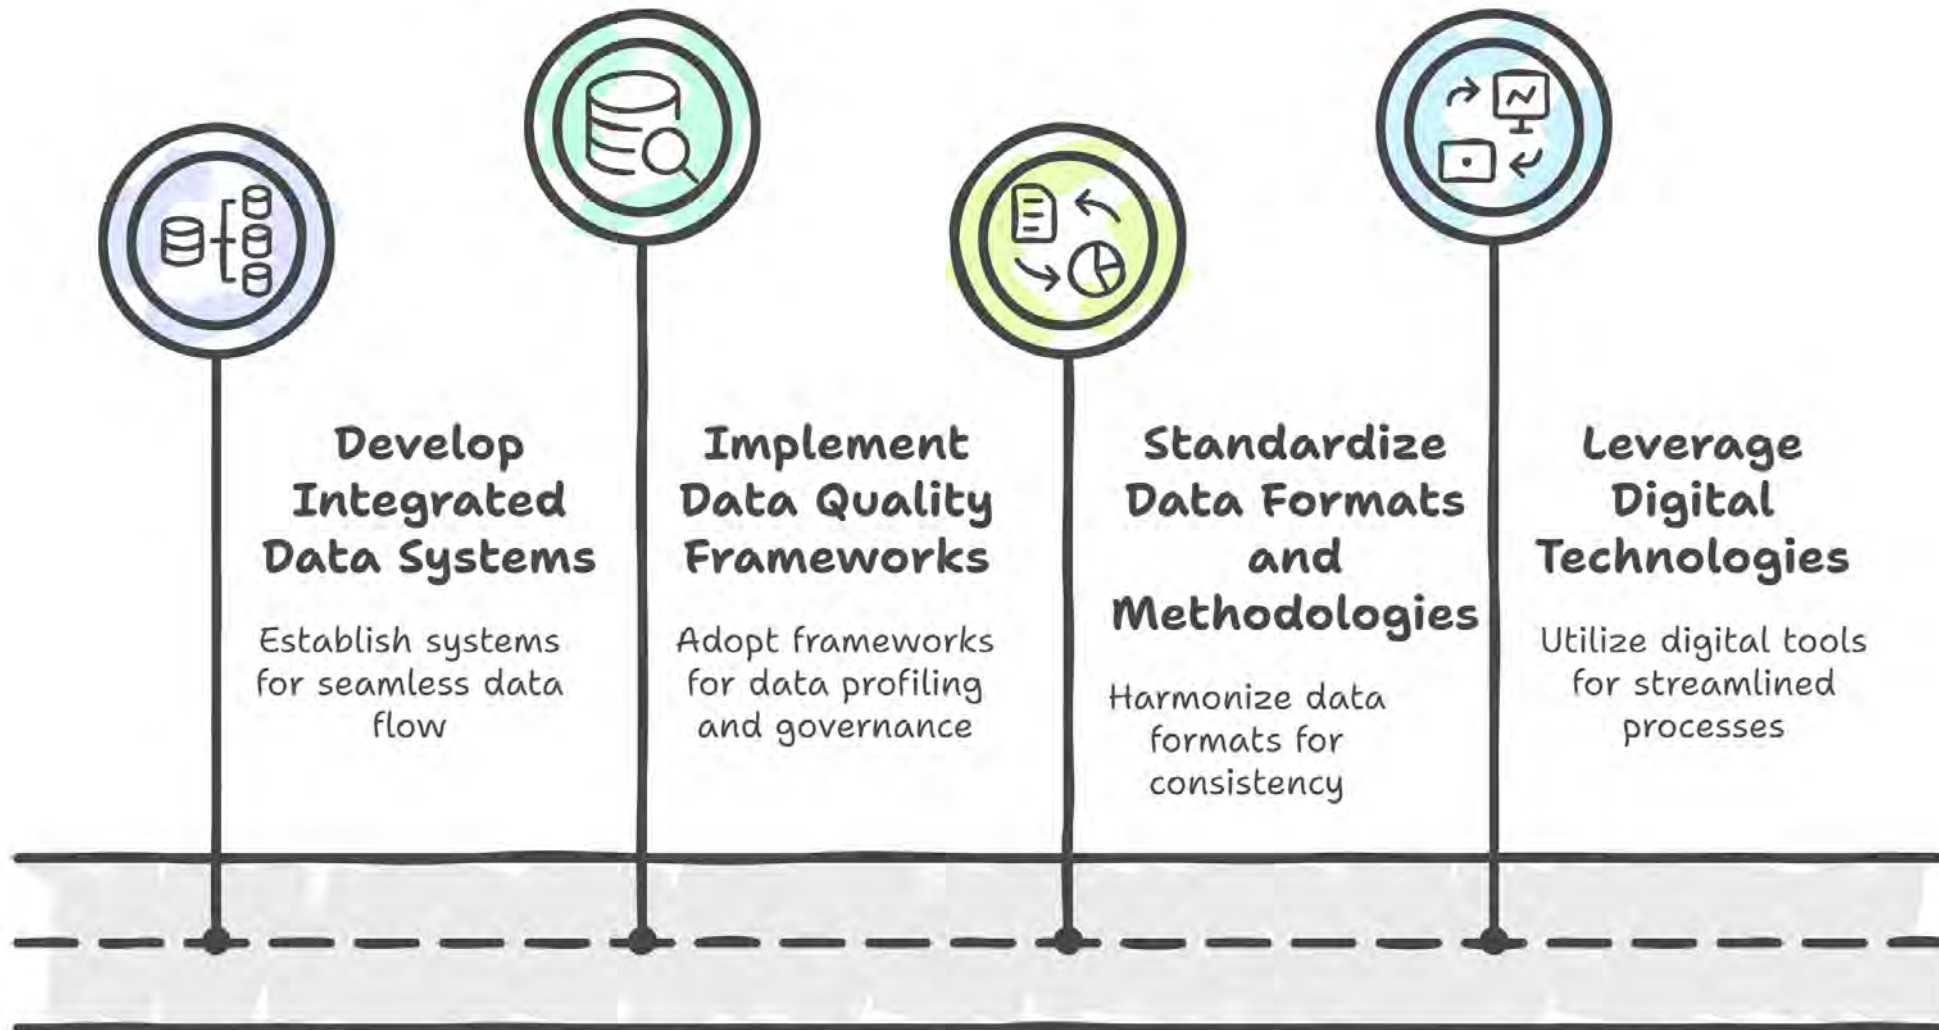 Develop
Integrated
Data Systems
Establish systems
for seamless data
flow
Implement
Data Quality
Frameworks
Adopt frameworks
for data profiling
and governance
Standardize
Data Formats
and
Methodologies
Harmonize data
formats for
consistency
Leverage
Digital
Technologies
Utilize digital tools
for streamlined
processes